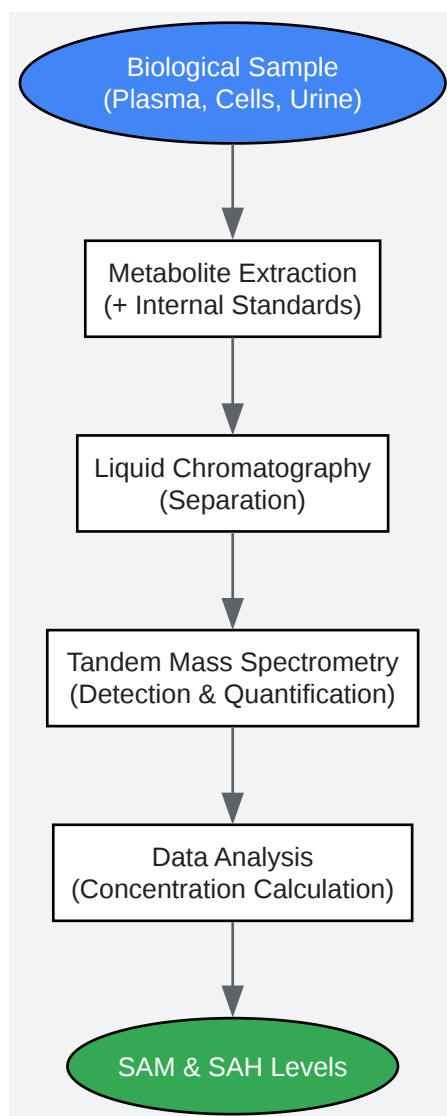 Biological Sample
(Plasma, Cells, Urine)
Metabolite Extraction
(+ Internal Standards)
Liquid Chromatography
(Separation)
Tandem Mass Spectrometry
(Detection & Quantification)
Data Analysis
(Concentration Calculation)
SAM & SAH Levels